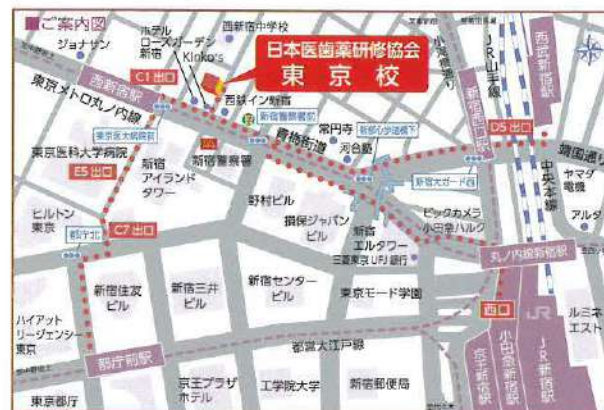 ■ご案内図
ジョナサン
ホテル
ローズガーデン
新宿
Kinko's
西新宿中学校
日本医歯薬研修協会
東京校
小滝橋通り
JR山手線
西武新宿駅
西新宿駅
C1出口
東京メトロ丸ノ内線
西鉄イン新宿
新宿警察署前
青梅街道
常円寺
河合塾
新都心歩道橋下
新宿西口駅
D5出口
靖国通り
東京医大病院前
東京医科大学病院
E5出口
新宿
アイランド
タワー
新宿警察署
野村ビル
損保ジャパン
ビル
新宿大ガード西
中央本線
ヤマダ
電機
アルタ
ヒルトン
東京
都庁北
C7出口
新宿
エルタワー
三菱東京UFJ銀行
ビックカメラ
小田急ハルク
丸ノ内線新宿駅
新宿住友
ビル
新宿三井
ビル
新宿センター
ビル
東京モード学園
西口
JR
ルミネ
エスト
ハイアット
リージェンシー
東京
都庁前駅
都営大江戸線
京王新宿駅
小田急新宿駅
JR新宿駅
東京都庁
京王プラザ
ホテル
工学院大学
新宿郵便局